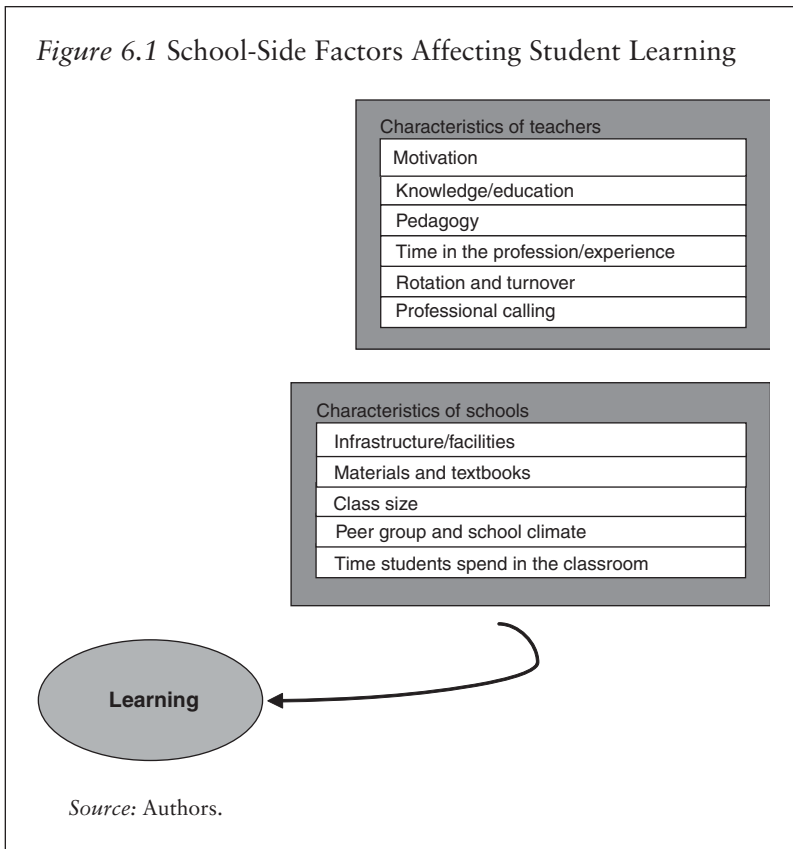 Figure 6.1 School-Side Factors Affecting Student Learning
Characteristics of teachers
Motivation
Knowledge/education
Pedagogy
Time in the profession/experience
Rotation and turnover
Professional calling
Characteristics of schools
Infrastructure/facilities
Materials and textbooks
Class size
Peer group and school climate
Time students spend in the classroom
Learning
Source: Authors.